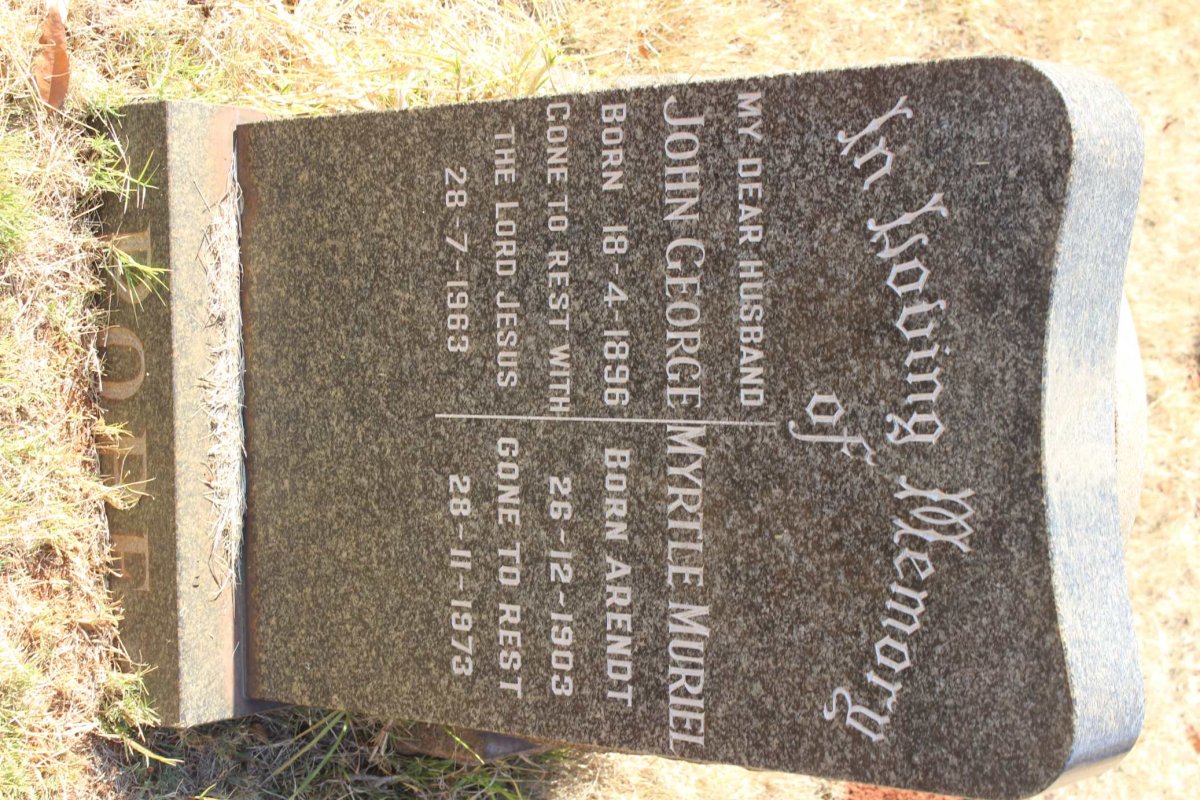 In Loving Memory
of
MY DEAR HUSBAND
JOHN GEORGE
BORN 18-4-1896
GONE TO REST WITH
THE LORD JESUS
28-7-1963
MYRTLE MURIEL
BORN ARENDT
26-12-1903
GONE TO REST
28-11-1973